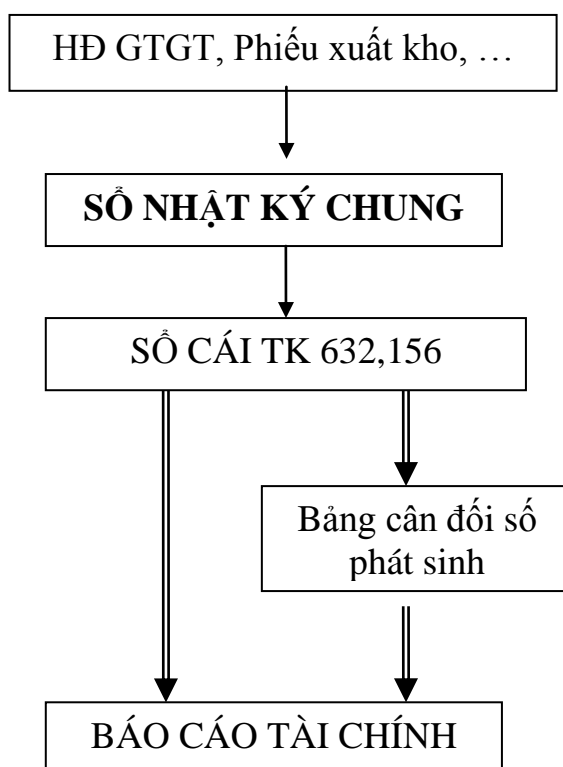 HĐ GTGT, Phiếu xuất kho, …
SỔ NHẬT KÝ CHUNG
SỔ CÁI TK 632,156
Bảng cân đối số
phát sinh
BÁO CÁO TÀI CHÍNH